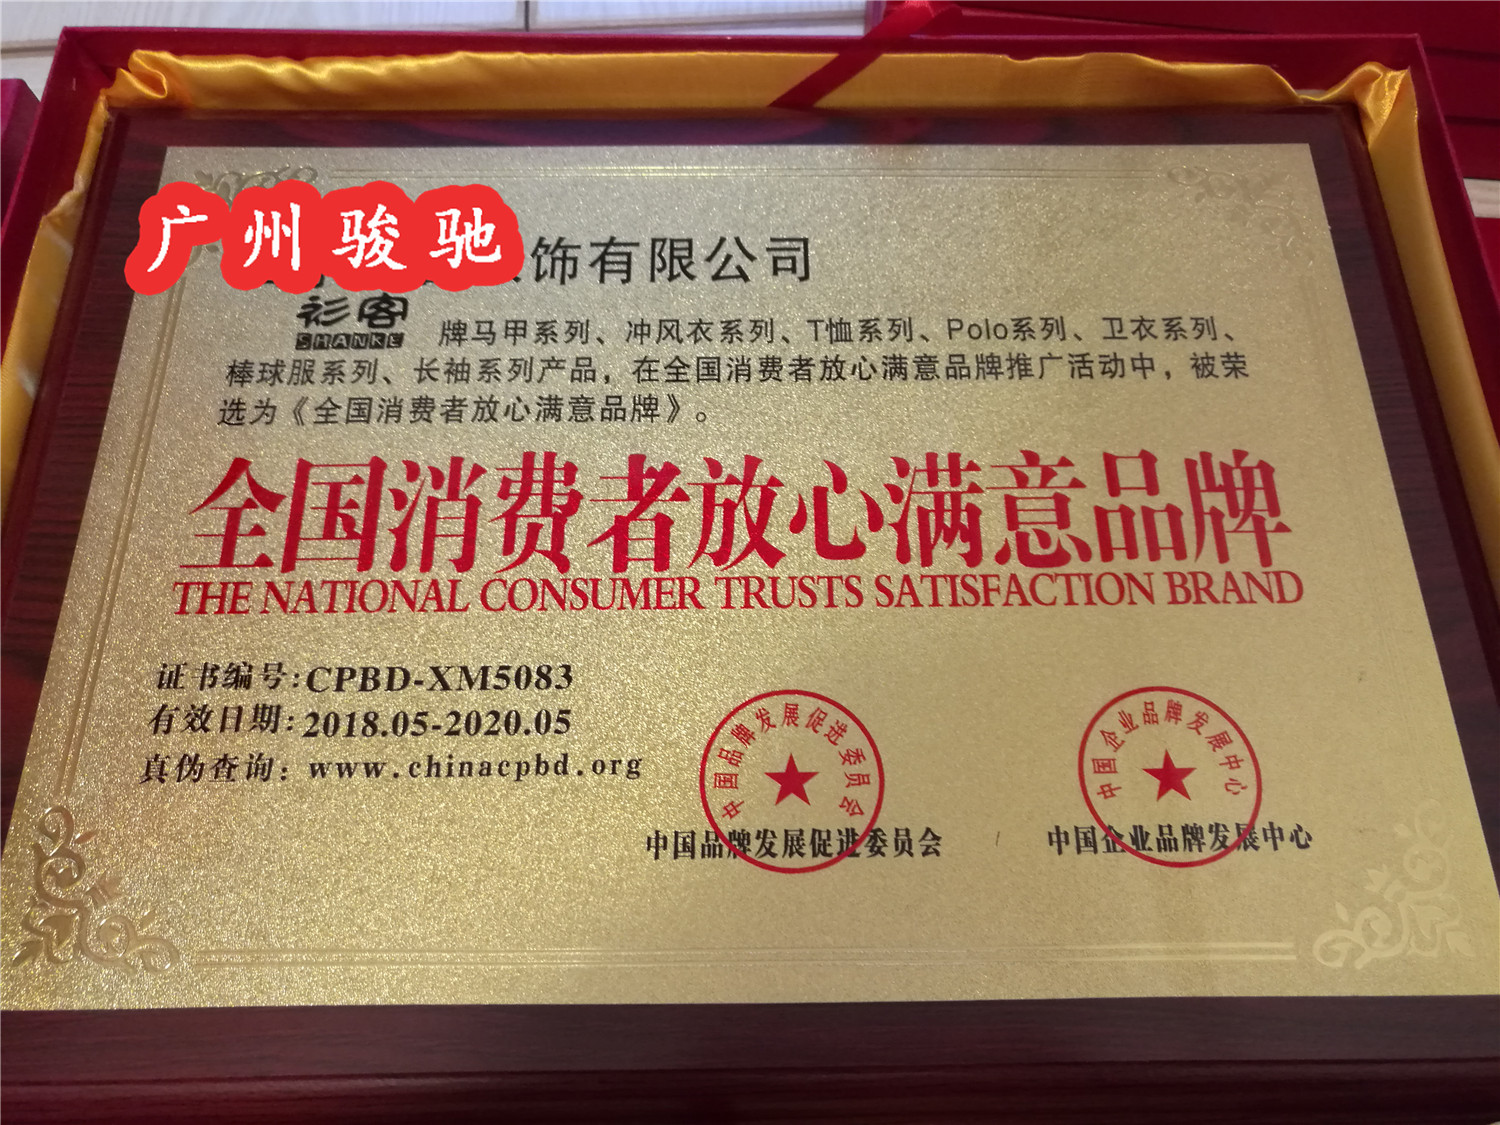 广州骏驰
饰有限公司
衫客
SHANKE
牌马甲系列、冲风衣系列、T恤系列、Polo系列、卫衣系列、
棒球服系列、长袖系列产品，在全国消费者放心满意品牌推广活动中，被荣
选为《全国消费者放心满意品牌》。
全国消费者放心满意品牌
THE NATIONAL CONSUMER TRUSTS SATISFACTION BRAND
证书编号:CPBD-XM5083
有效日期:2018.05-2020.05
真伪查询：www.chinacpbd.org
中国品牌发展促进委员会
中国品牌发展促进委员会
中国企业品牌发展中心
中国企业品牌发展中心